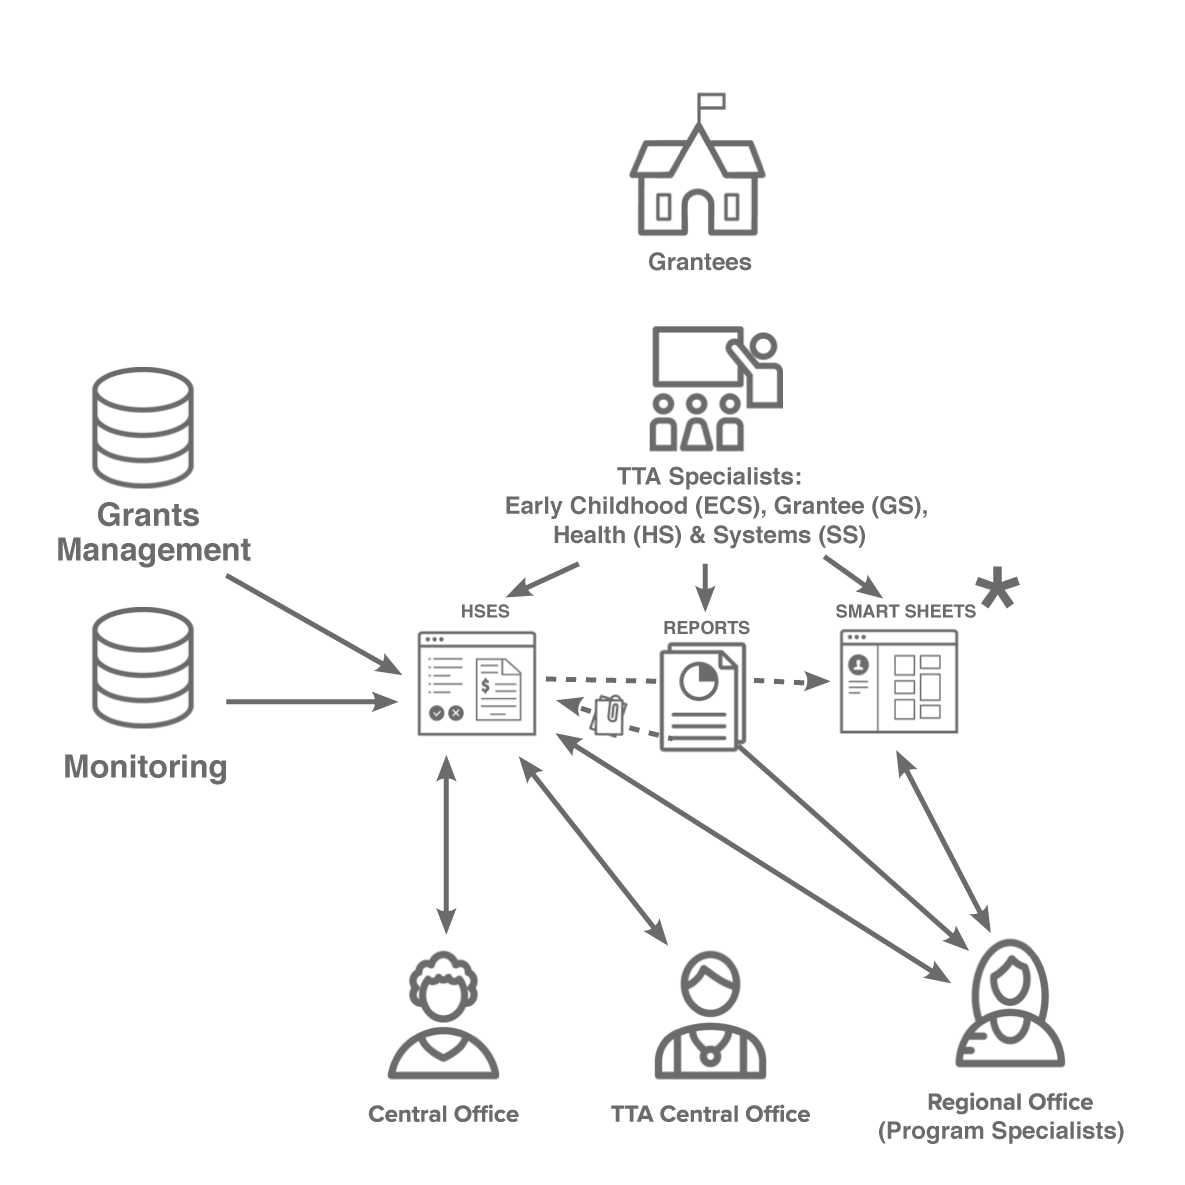 Grantees
TTA Specialists:
Early Childhood (ECS), Grantee (GS),
Health (HS) & Systems (SS)
Grants
Management
HSES
REPORTS
SMART SHEETS *
$
Monitoring
Central Office
TTA Central Office
Regional Office
(Program Specialists)